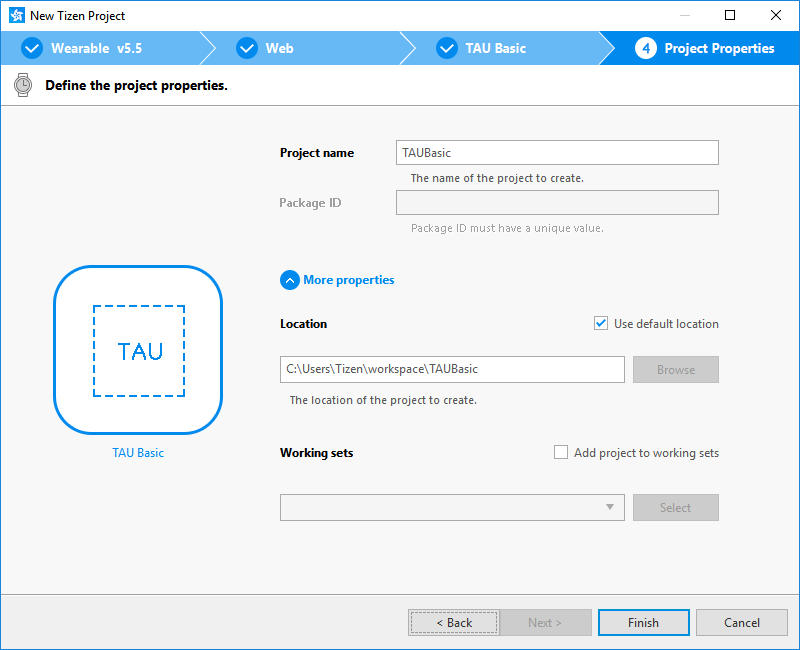 New Tizen Project
Wearable v5.5
Web
TAU Basic
4 Project Properties
Define the project properties.
Project name
TAUBasic
The name of the project to create.
Package ID
Package ID must have a unique value.
More properties
Location
Use default location
C:\Users\Tizen\workspace\TAUBasic
Browse
The location of the project to create.
TAU
TAU Basic
Working sets
Add project to working sets
Select
< Back
Next >
Finish
Cancel